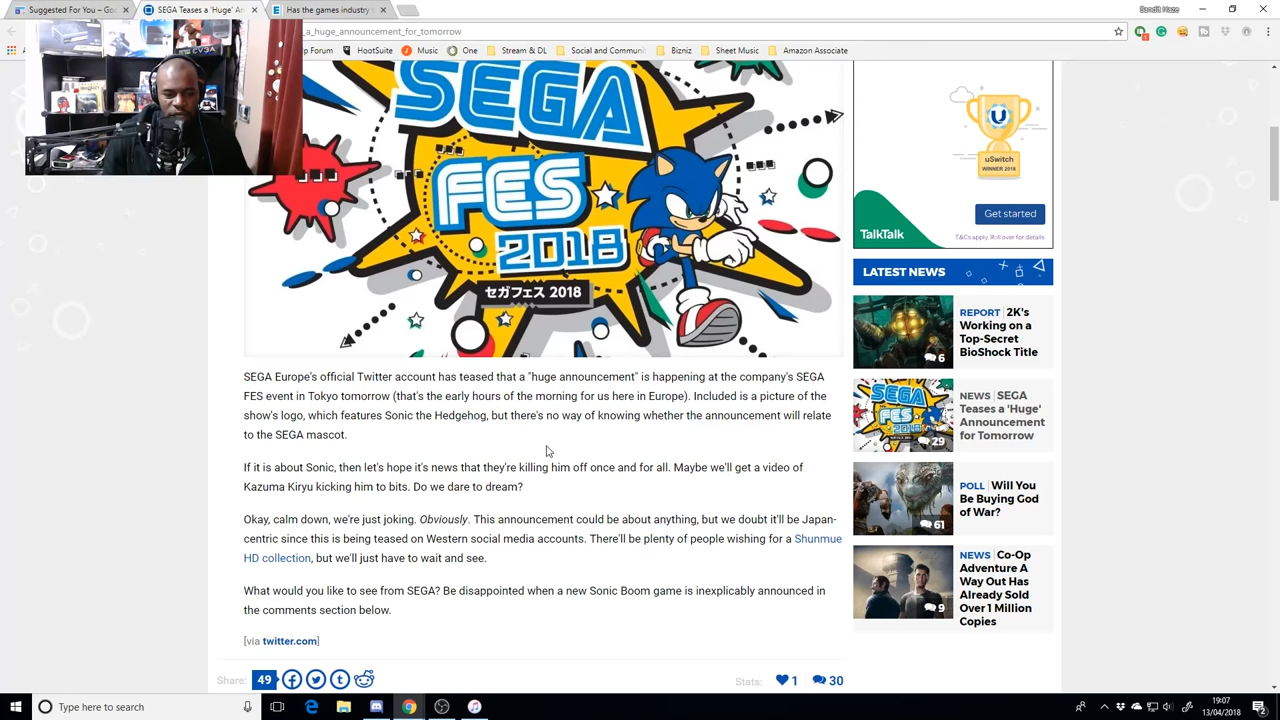 Suggested For You – Go
SEGA Teases a 'Huge' An
Has the games industry
Bandit Haze
_a_huge_announcement_for_tomorrow
op Forum
HootSuite
Music
One
Stream & DL
Social and Communi
Bizniz
Sheet Music
Amazon Associate
EVGA
SEGA
FES
2018
セガフェス 2018
uSwitch
WINNER 2018
Get started
TalkTalk
T&Cs apply. Roll over for details.
LATEST NEWS
REPORT 2K's
Working on a
Top-Secret
BioShock Title
6
NEWS SEGA
Teases a 'Huge'
Announcement
for Tomorrow
29
POLL Will You
Be Buying God
of War?
61
NEWS Co-Op
Adventure A
Way Out Has
Already Sold
Over 1 Million
Copies
9
SEGA Europe's official Twitter account has teased that a "huge announcement" is happening at the company's SEGA
FES event in Tokyo tomorrow (that's the early hours of the morning for us here in Europe). Included is a picture of the
show's logo, which features Sonic the Hedgehog, but there's no way of knowing whether the announcement will relate
to the SEGA mascot.
If it is about Sonic, then let's hope it's news that they're killing him off once and for all. Maybe we'll get a video of
Kazuma Kiryu kicking him to bits. Do we dare to dream?
Okay, calm down, we're just joking. Obviously. This announcement could be about anything, but we doubt it'll be Japan-
centric since this is being teased on Western social media accounts. There'll be plenty of people wishing for a Shunmue
HD collection, but we'll just have to wait and see.
What would you like to see from SEGA? Be disappointed when a new Sonic Boom game is inexplicably announced in
the comments section below.
[via twitter.com]
Share: 49
Stats: 1 30
Type here to search
19:07
13/04/2018
2